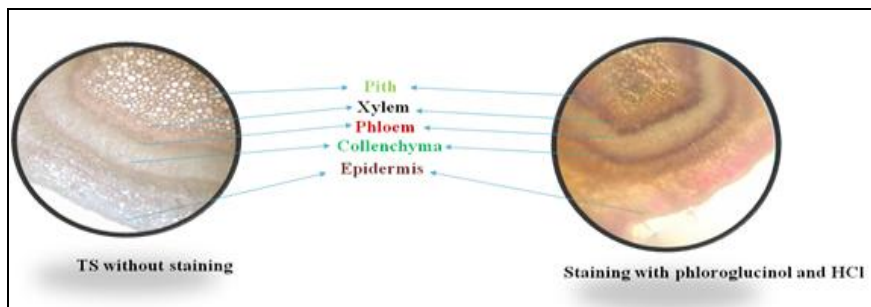 Pith
Xylem
Phloem
Collenchyma
Epidermis
TS without staining
Staining with phloroglucinol and HCl